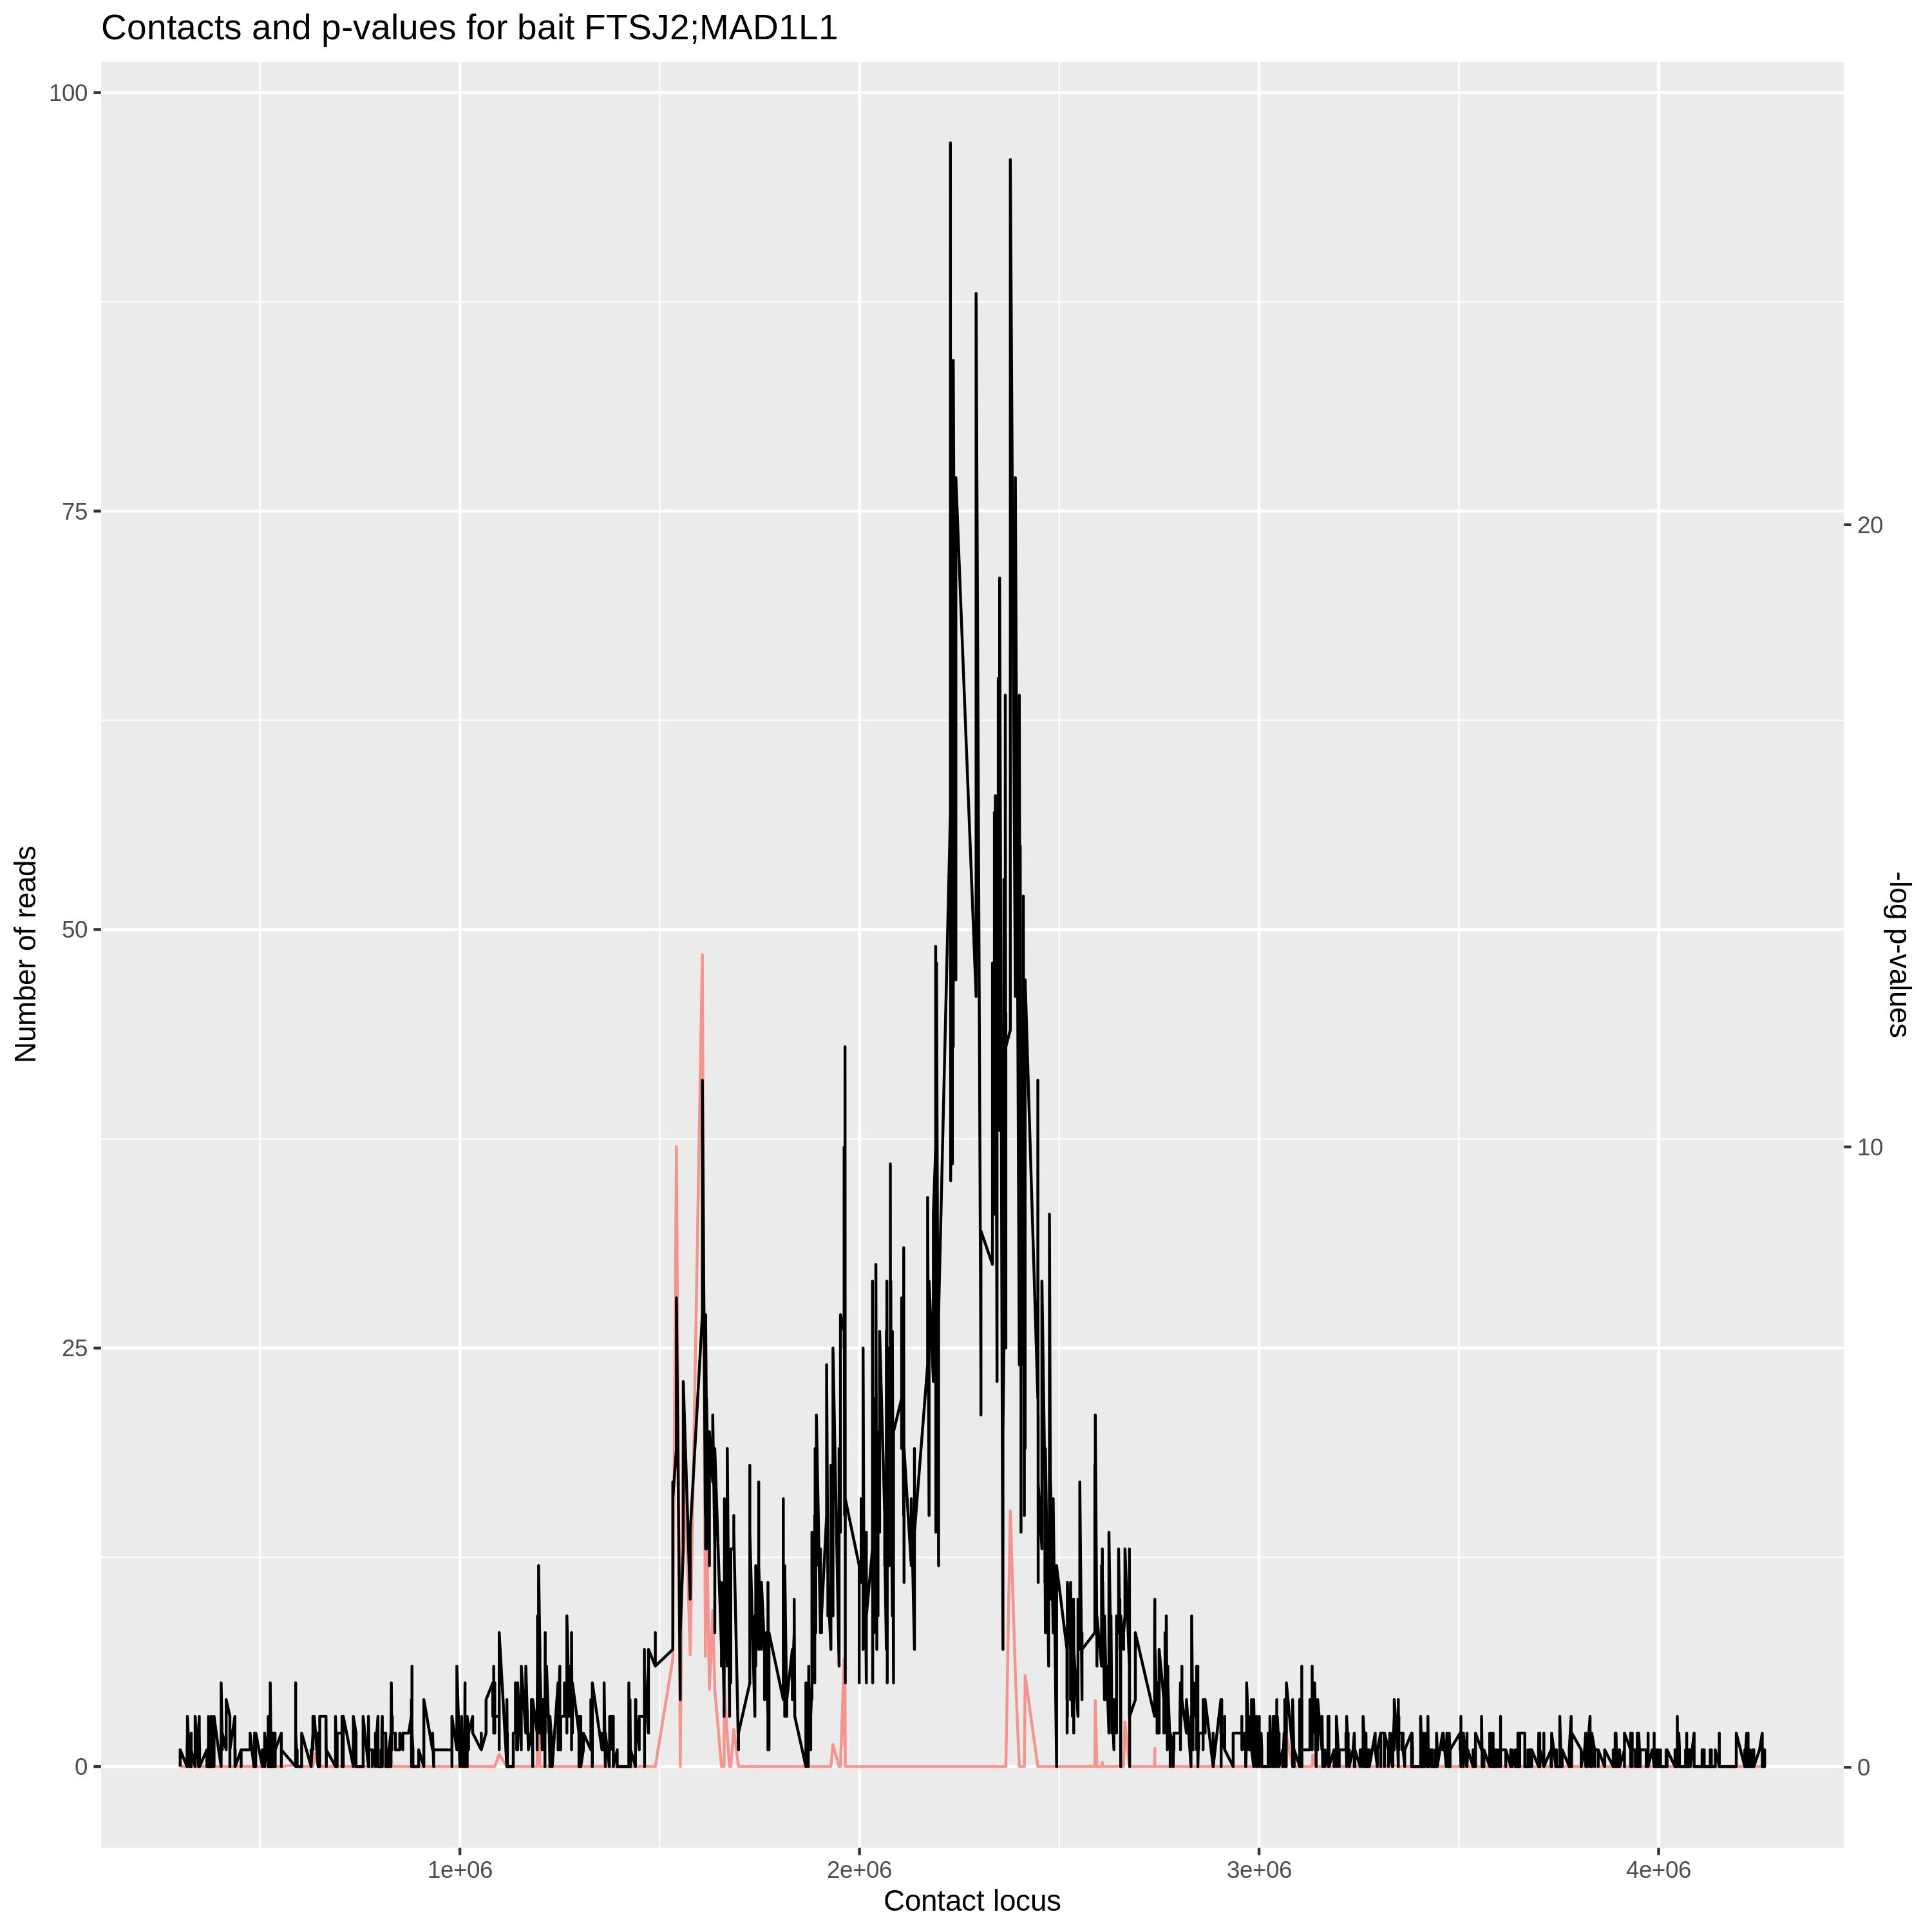 Contacts and p-values for bait FTSJ2;MAD1L1
100
75
50
25
0
Number of reads
20
10
0
-log p-values
1e+06
2e+06
3e+06
4e+06
Contact locus